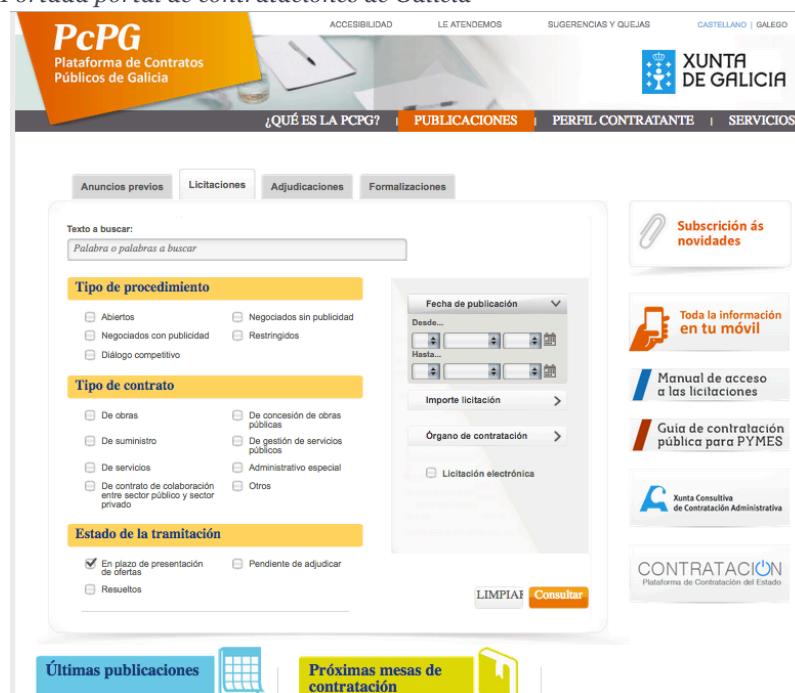 Portada portal de contrataciones de Galicia
ACCESIBILIDAD LE ATENDEMOS SUGERENCIAS Y QUEJAS CASTELLANO | GALEGO
PcPG
Plataforma de Contratos
Públicos de Galicia
XUNTA
DE GALICIA
¿QUÉ ES LA PCPG? | PUBLICACIONES | PERFIL CONTRATANTE | SERVICIOS
Anuncios previos Licitaciones Adjudicaciones Formalizaciones
Texto a buscar:
Palabra o palabras a buscar
Tipo de procedimiento
Abiertos Negociados sin publicidad
Negociados con publicidad Restringidos
Diálogo competitivo
Tipo de contrato
De obras De concesión de obras
públicas
De suministro De gestión de servicios
públicos
De servicios Administrativo especial
De contrato de colaboración Otros
entre sector público y sector
privado
Estado de la tramitación
En plazo de presentación Pendiente de adjudicar
de ofertas
Resueltos
Fecha de publicación
Desde...
Hasta...
Importe licitación
Órgano de contratación
Licitación electrónica
LIMPIAR Consultar
Subscrición ás
novidades
Toda la información
en tu móvil
Manual de acceso
a las licitaciones
Guía de contratación
pública para PYMES
Xunta Consultiva
de Contratación Administrativa
CONTRATACIÓN
Plataforma de Contratación del Estado
Últimas publicaciones
Próximas mesas de
contratación